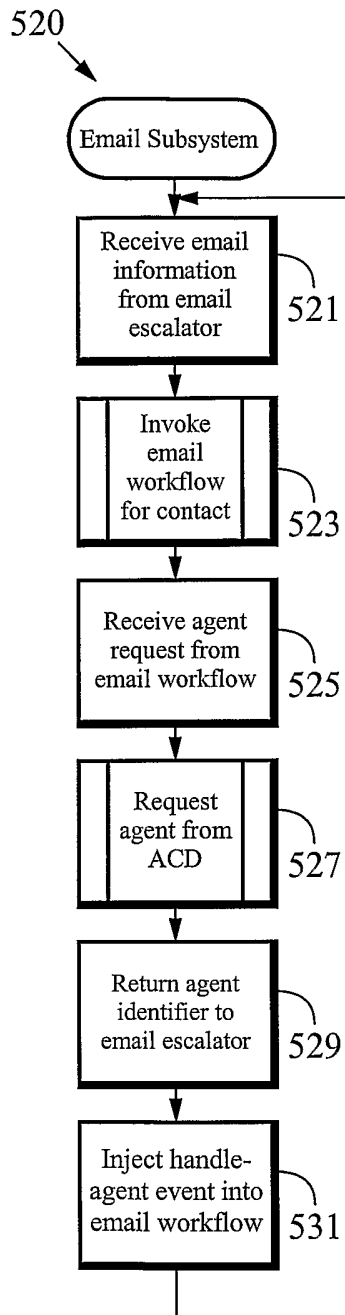 520
Email Subsystem
Receive email
information
from email
escalator
521
Invoke
email
workflow
for contact
523
Receive agent
request from
email workflow
525
Request
agent from
ACD
527
Return agent
identifier to
email escalator
529
Inject handle-
agent event into
email workflow
531